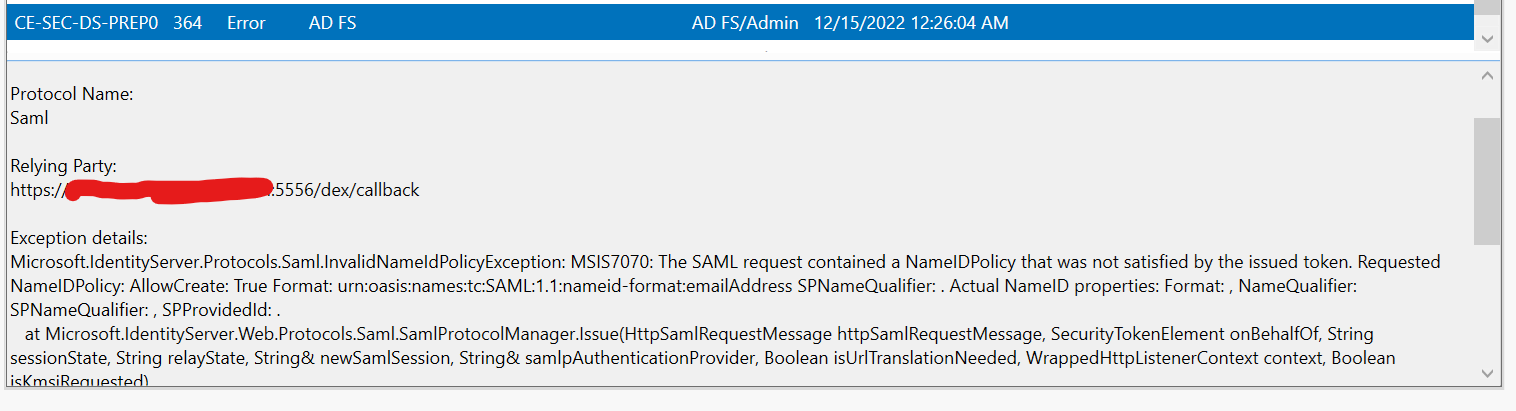 CE-SEC-DS-PREP0 364 Error AD FS AD FS/Admin 12/15/2022 12:26:04 AM
Protocol Name:
Saml
Relying Party:
https:/ .:5556/dex/callback
Exception details:
Microsoft.IdentityServer.Protocols.Saml.InvalidNameIdPolicyException: MSIS7070: The SAML request contained a NameIDPolicy that was not satisfied by the issued token. Requested
NameIDPolicy: AllowCreate: True Format: urn:oasis:names:tc:SAML:1.1:nameid-format:emailAddress SPNameQualifier: . Actual NameID properties: Format: , NameQualifier:
SPNameQualifier: , SPProvidedId: .
at Microsoft.IdentityServer.Web.Protocols.Saml.SamlProtocolManager.Issue(HttpSamlRequestMessage httpSamlRequestMessage, SecurityTokenElement onBehalfOf, String
sessionState, String relayState, String& newSamlSession, String& samlpAuthenticationProvider, Boolean isUrlTranslationNeeded, WrappedHttpListenerContext context, Boolean
isKmsiRequested)